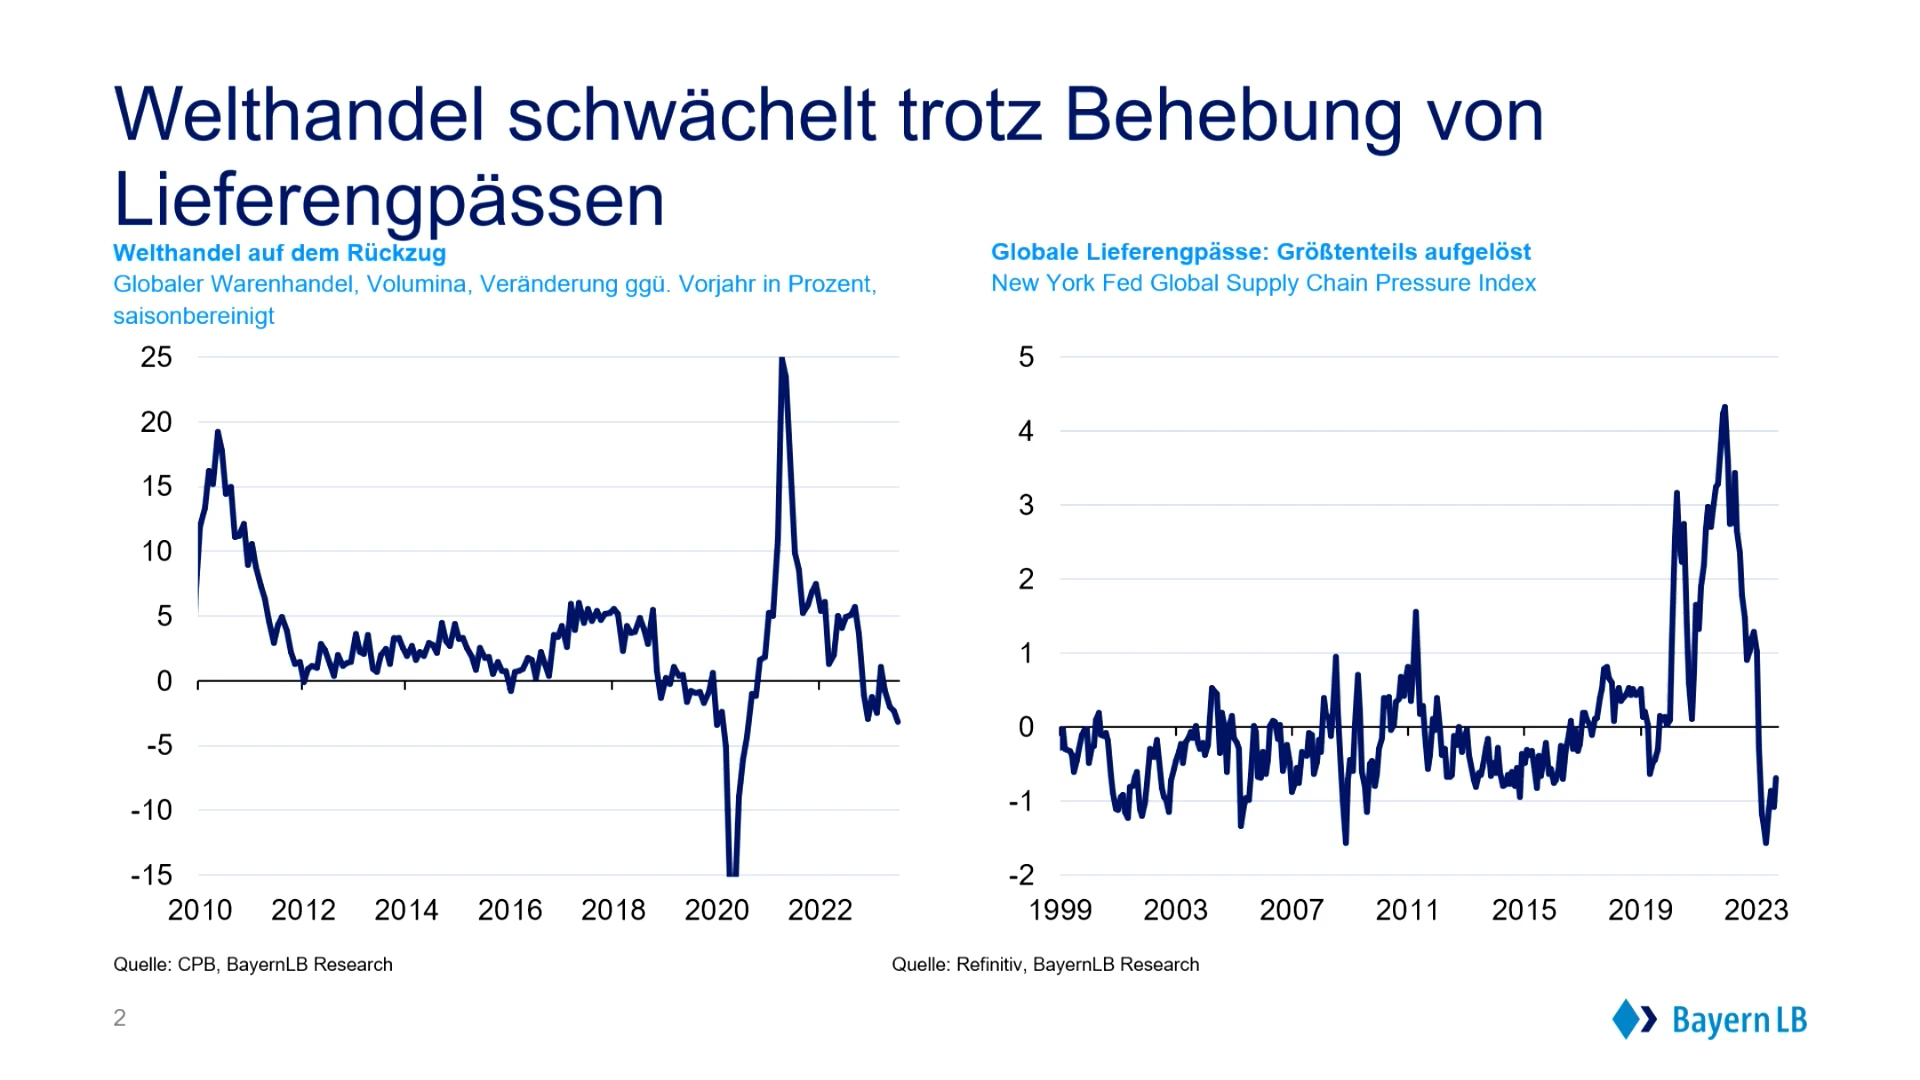 Welthandel schwächelt trotz Behebung von
Lieferengpässen
Welthandel auf dem Rückzug
Globaler Warenhandel, Volumina, Veränderung ggü. Vorjahr in Prozent,
saisonbereinigt
25
20
15
10
5
0
-5
-10
-15
2010 2012 2014 2016 2018 2020 2022
Quelle: CPB, BayernLB Research
Globale Lieferengpässe: Größtenteils aufgelöst
New York Fed Global Supply Chain Pressure Index
5
4
3
2
1
0
-1
-2
1999 2003 2007 2011 2015 2019 2023
Quelle: Refinitiv, BayernLB Research
2
Bayern LB